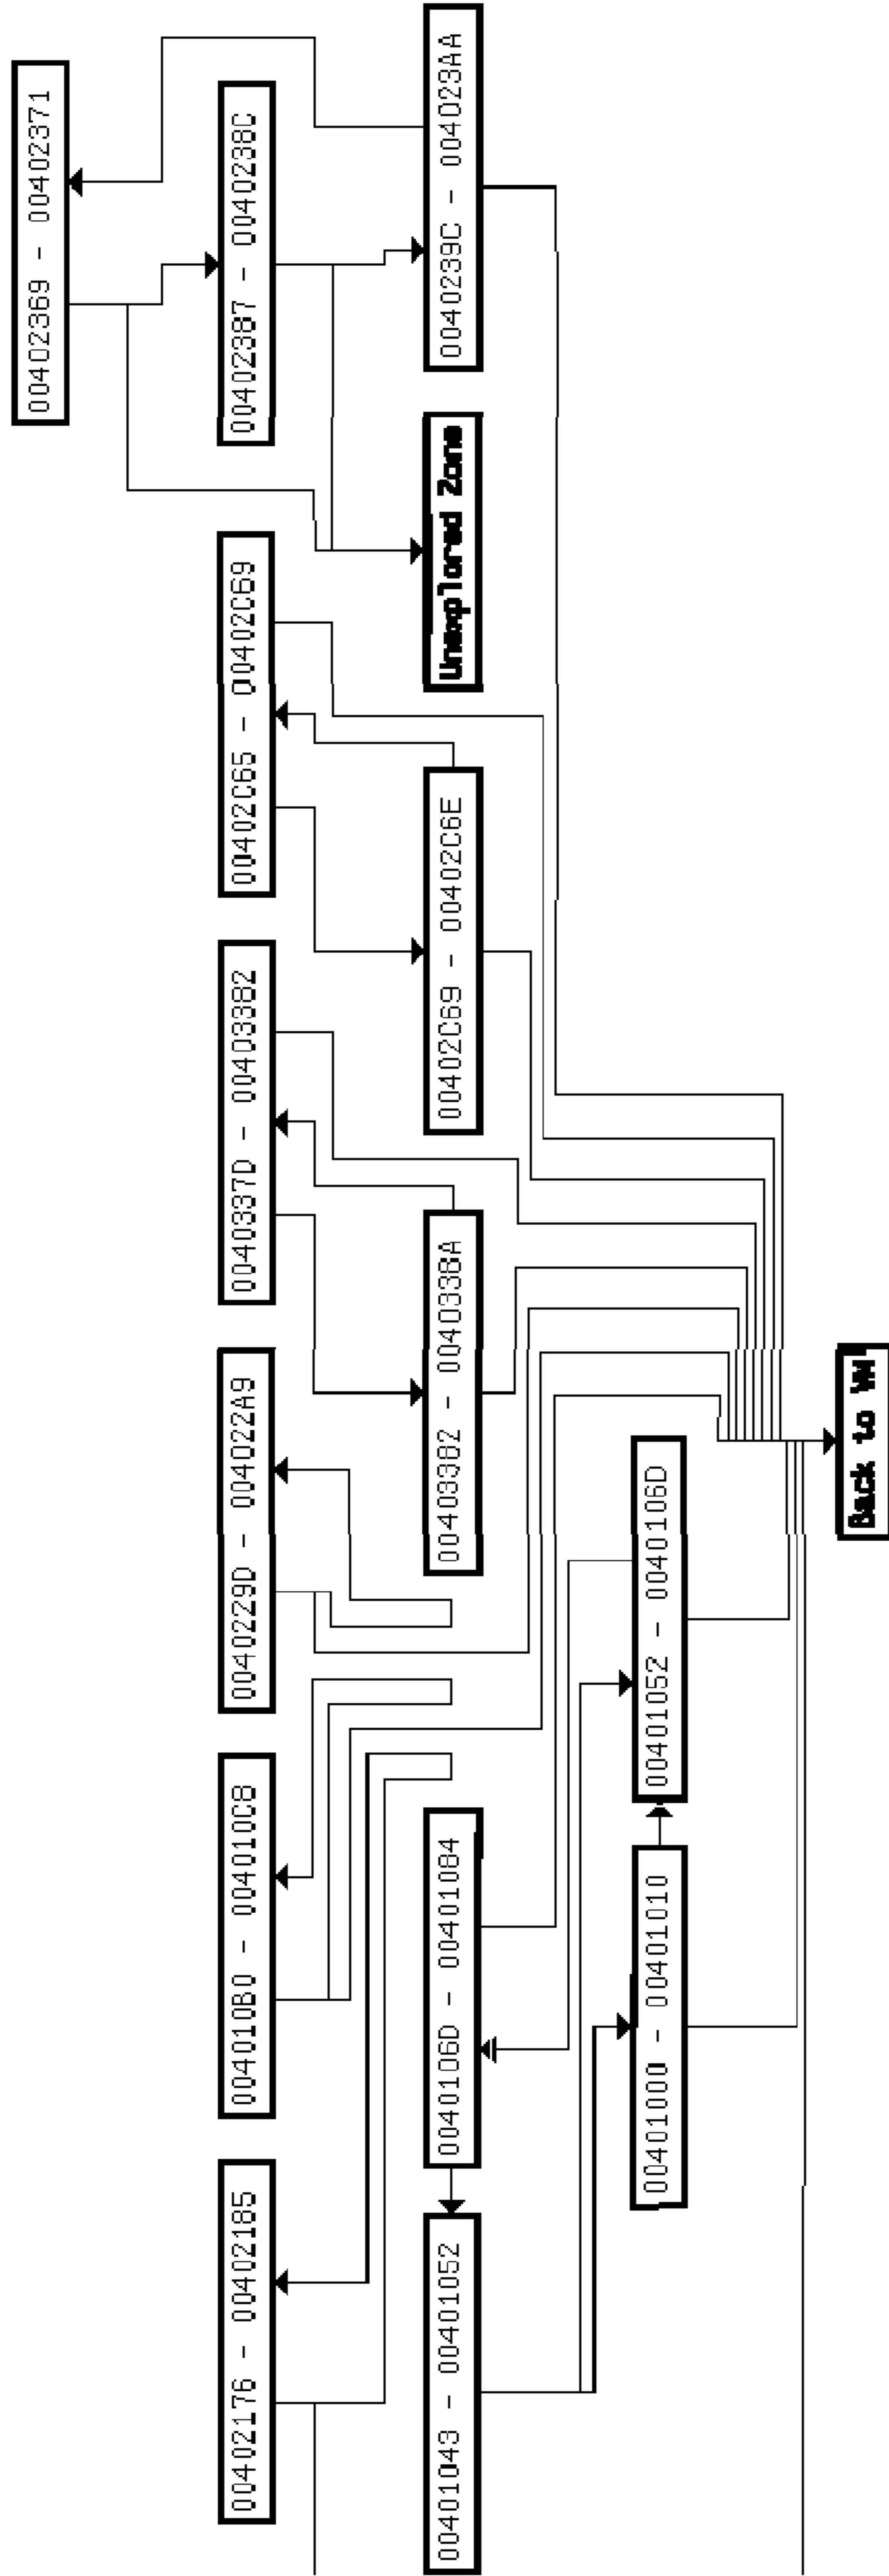 00402369 - 00402371
00402387 - 0040238C
0040239C - 004023AA
Unexplored Zone
00402C65 - 00402C69
00402C69 - 00402C6E
0040337D - 00403382
00403382 - 0040338A
0040229D - 004022A9
004010B0 - 004010C8
00402176 - 00402185
0040106D - 00401084
00401043 - 00401052
00401052 - 0040106D
00401000 - 00401010
Back to VM